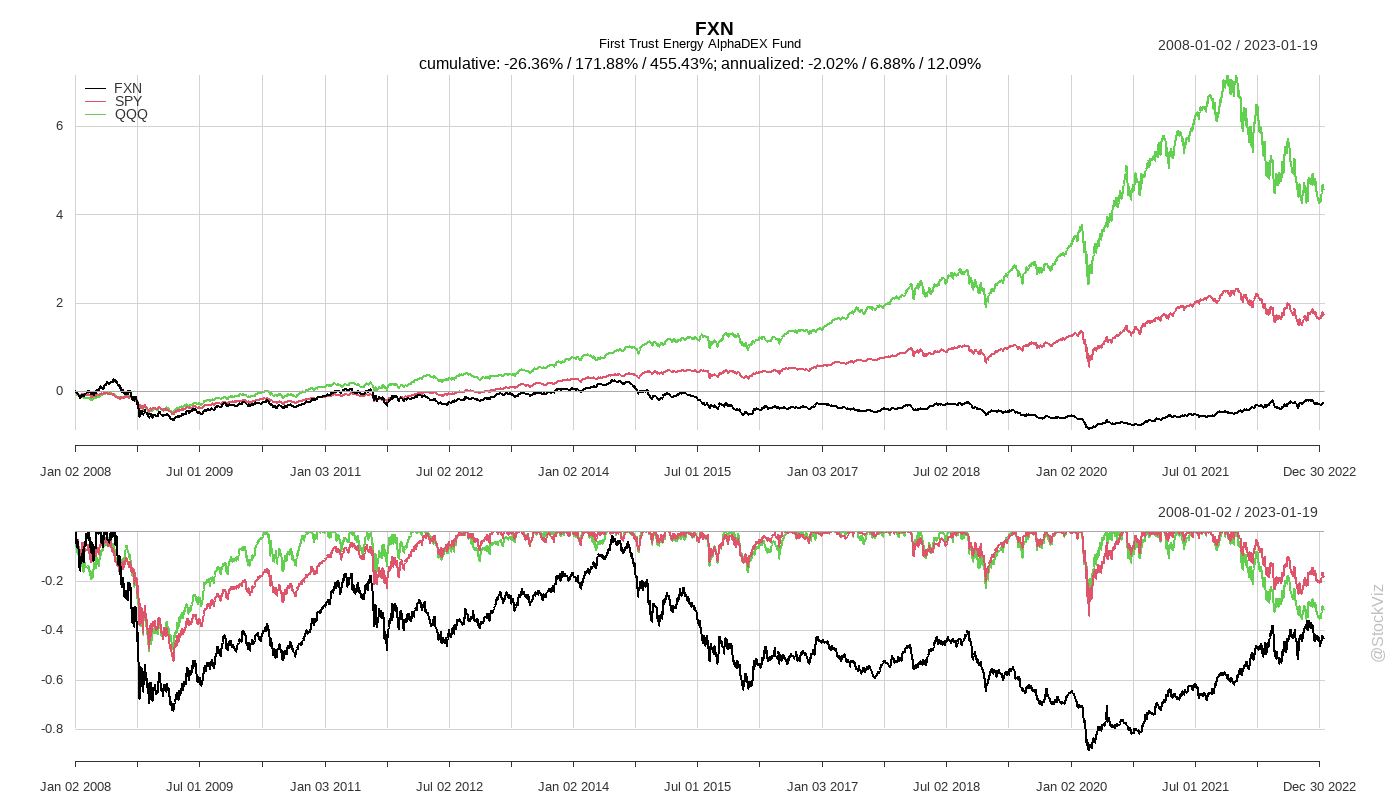 FXN
First Trust Energy AlphaDEX Fund
2008-01-02 / 2023-01-19
cumulative: -26.36% / 171.88% / 455.43%; annualized: -2.02% / 6.88% / 12.09%
FXN
SPY
QQQ
6
4
2
0
Jan 02 2008 Jul 01 2009 Jan 03 2011 Jul 02 2012 Jan 02 2014 Jul 01 2015 Jan 03 2017 Jul 02 2018 Jan 02 2020 Jul 01 2021 Dec 30 2022
2008-01-02 / 2023-01-19
-0.2
-0.4
-0.6
-0.8
Jan 02 2008 Jul 01 2009 Jan 03 2011 Jul 02 2012 Jan 02 2014 Jul 01 2015 Jan 03 2017 Jul 02 2018 Jan 02 2020 Jul 01 2021 Dec 30 2022
@StockViz